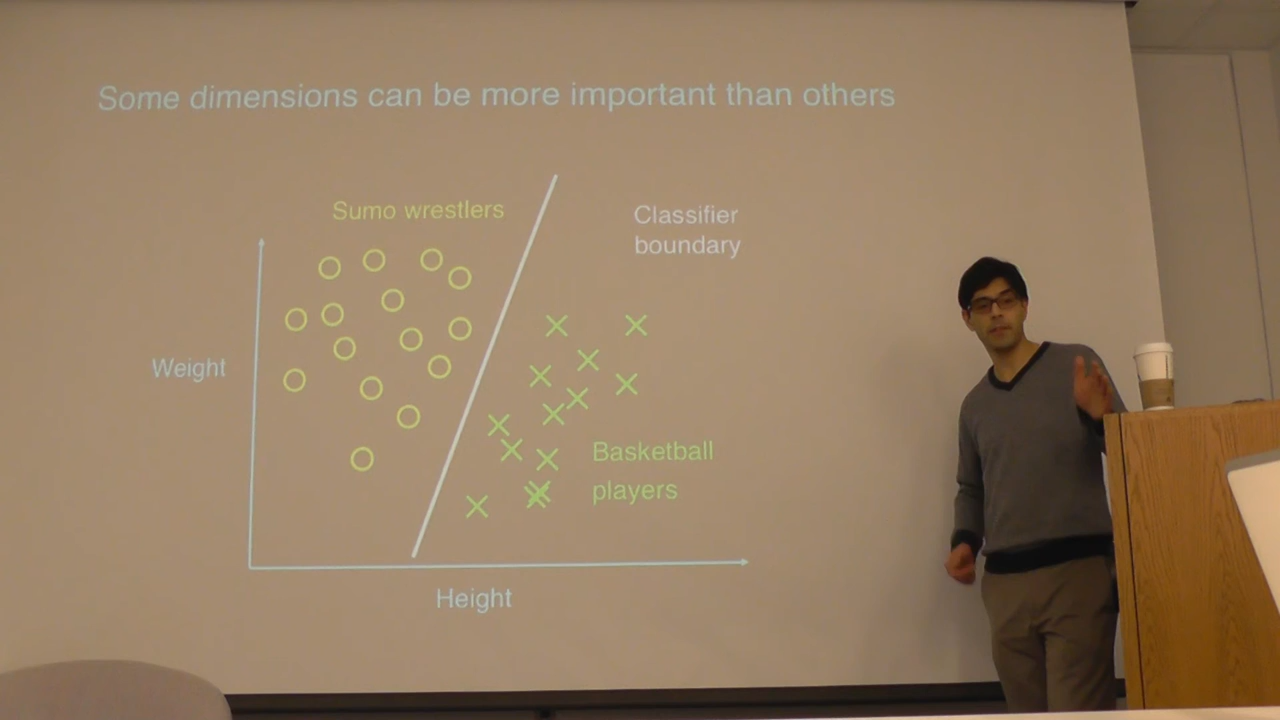 Some dimensions can be more important than others
Sumo wrestlers
Classifier
boundary
Weight
Basketball
players
Height